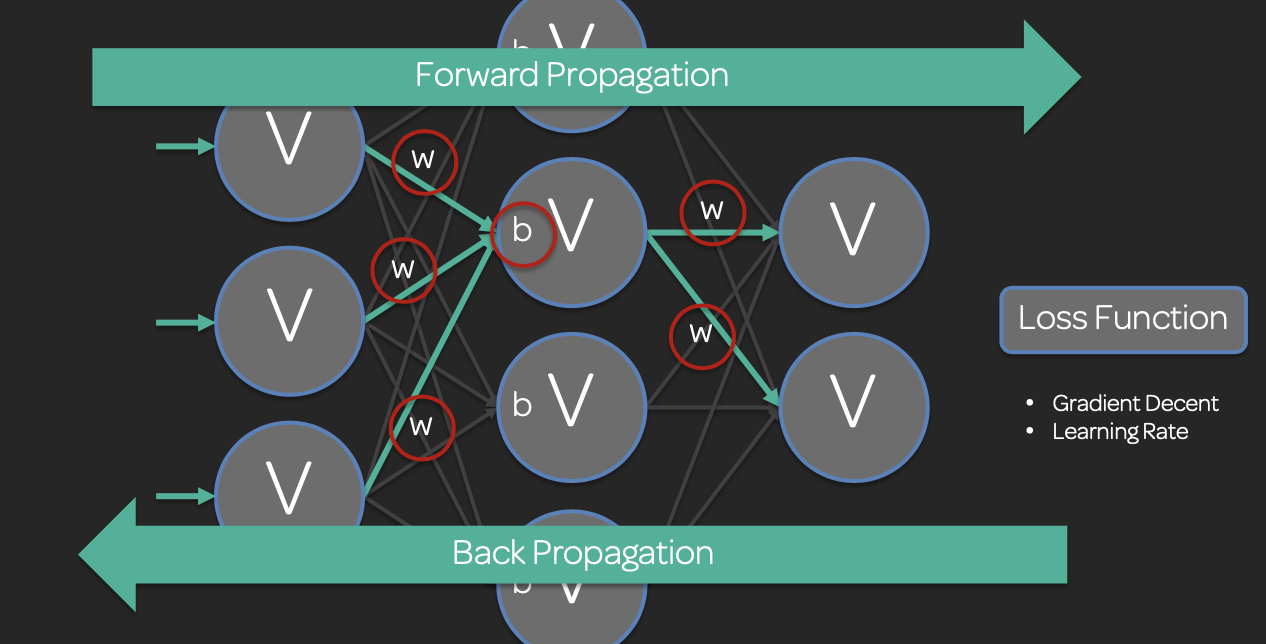 b V
Forward Propagation
V
w
w
b V
w
V
w
V
w
b V
V
w
V
Loss Function
• Gradient Decent
• Learning Rate
Back Propagation
b V